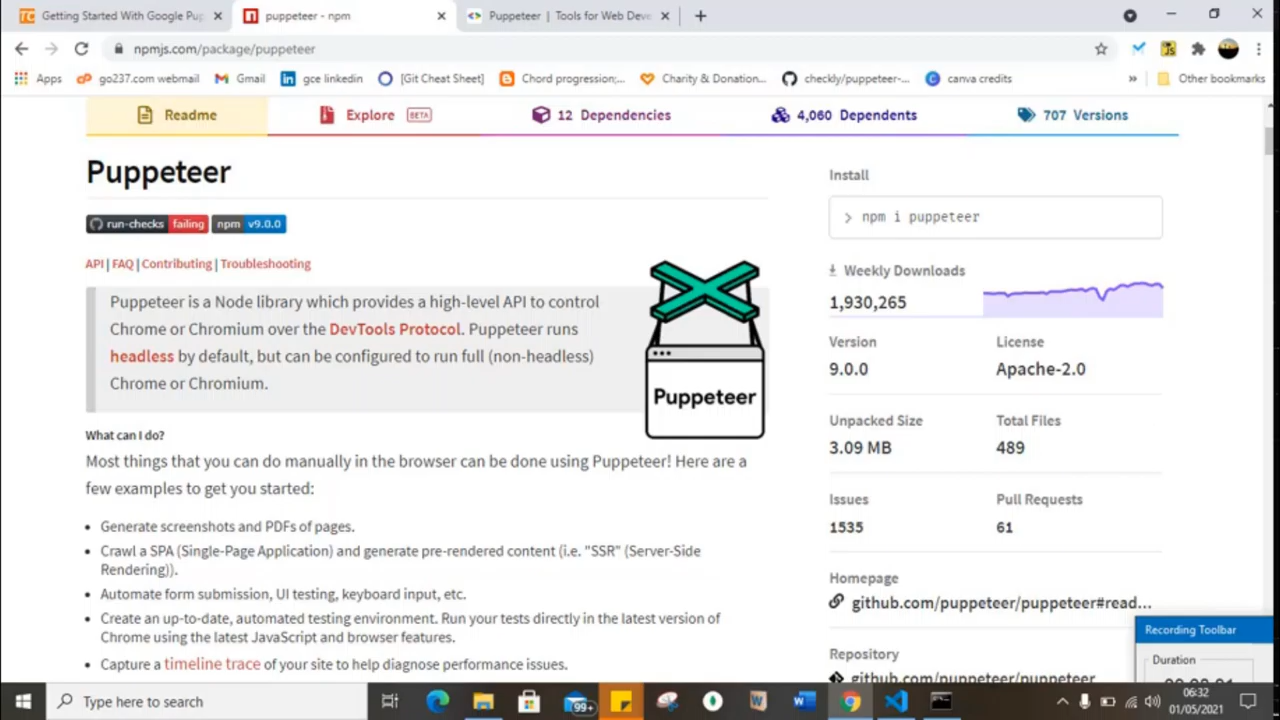 Getting Started With Google Pup
puppeteer - npm
Puppeteer | Tools for Web Deve
npmjs.com/package/puppeteer
Apps
go237.com webmail
Gmail
gce linkedin
[Git Cheat Sheet]
Chord progression;...
Charity & Donation...
checkly/puppeteer-...
canva credits
»
Other bookmarks
Readme
Explore BETA
12 Dependencies
4,060 Dependents
707 Versions
Puppeteer
run-checks failing npm v9.0.0
API | FAQ | Contributing | Troubleshooting
Puppeteer is a Node library which provides a high-level API to control
Chrome or Chromium over the DevTools Protocol. Puppeteer runs
headless by default, but can be configured to run full (non-headless)
Chrome or Chromium.
Puppeteer
What can I do?
Most things that you can do manually in the browser can be done using Puppeteer! Here are a
few examples to get you started:
• Generate screenshots and PDFs of pages.
• Crawl a SPA (Single-Page Application) and generate pre-rendered content (i.e. "SSR" (Server-Side
Rendering)).
• Automate form submission, UI testing, keyboard input, etc.
• Create an up-to-date, automated testing environment. Run your tests directly in the latest version of
Chrome using the latest JavaScript and browser features.
• Capture a timeline trace of your site to help diagnose performance issues.
Install
> npm i puppeteer
Weekly Downloads
1,930,265
Version
License
9.0.0
Apache-2.0
Unpacked Size
Total Files
3.09 MB
489
Issues
Pull Requests
1535
61
Homepage
github.com/puppeteer/puppeteer#read...
Repository
github.com/puppeteer/puppeteer
Recording Toolbar
Duration
Type here to search
99+
06:32
01/05/2021